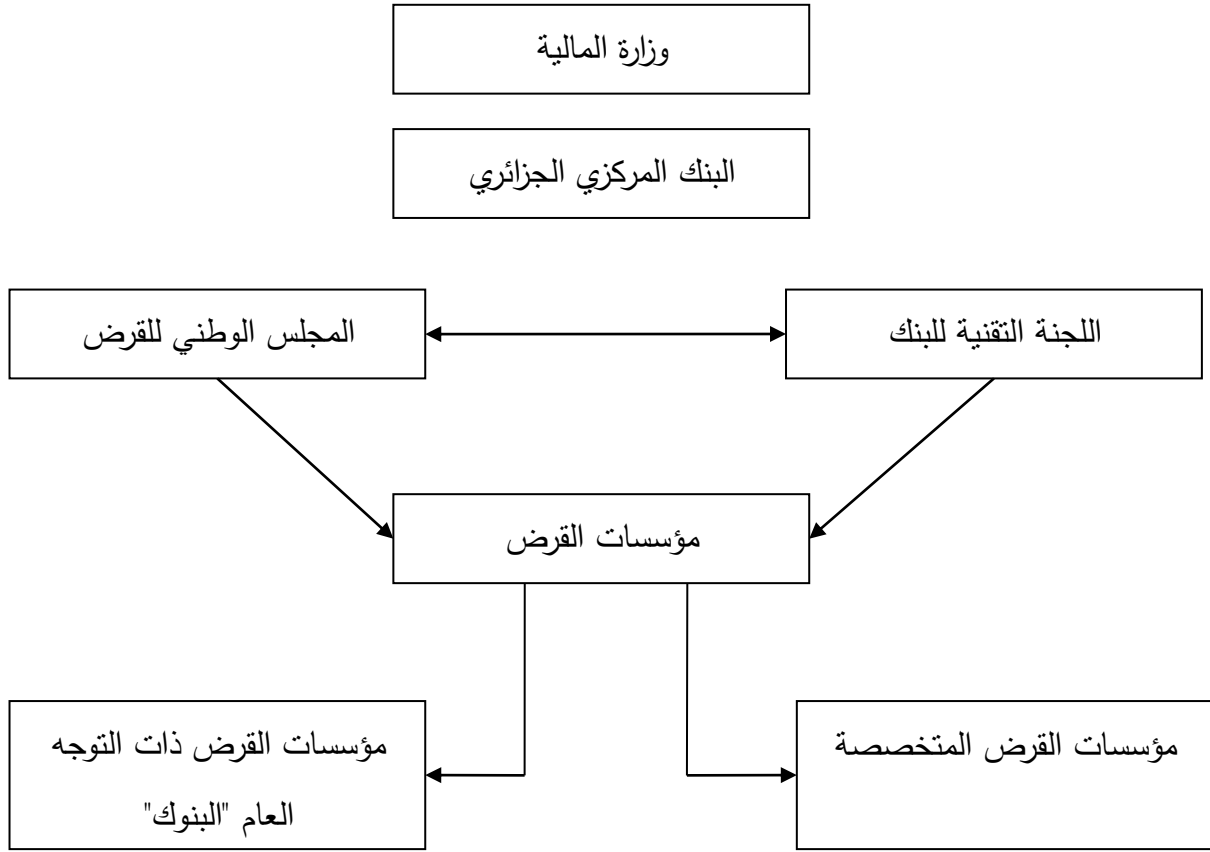 وزارة المالية
البنك المركزي الجزائري
اللجنة التقنية للبنك
المجلس الوطني للقرض
مؤسسات القرض
مؤسسات القرض المتخصصة
مؤسسات القرض ذات التوجه
العام "البنوك"